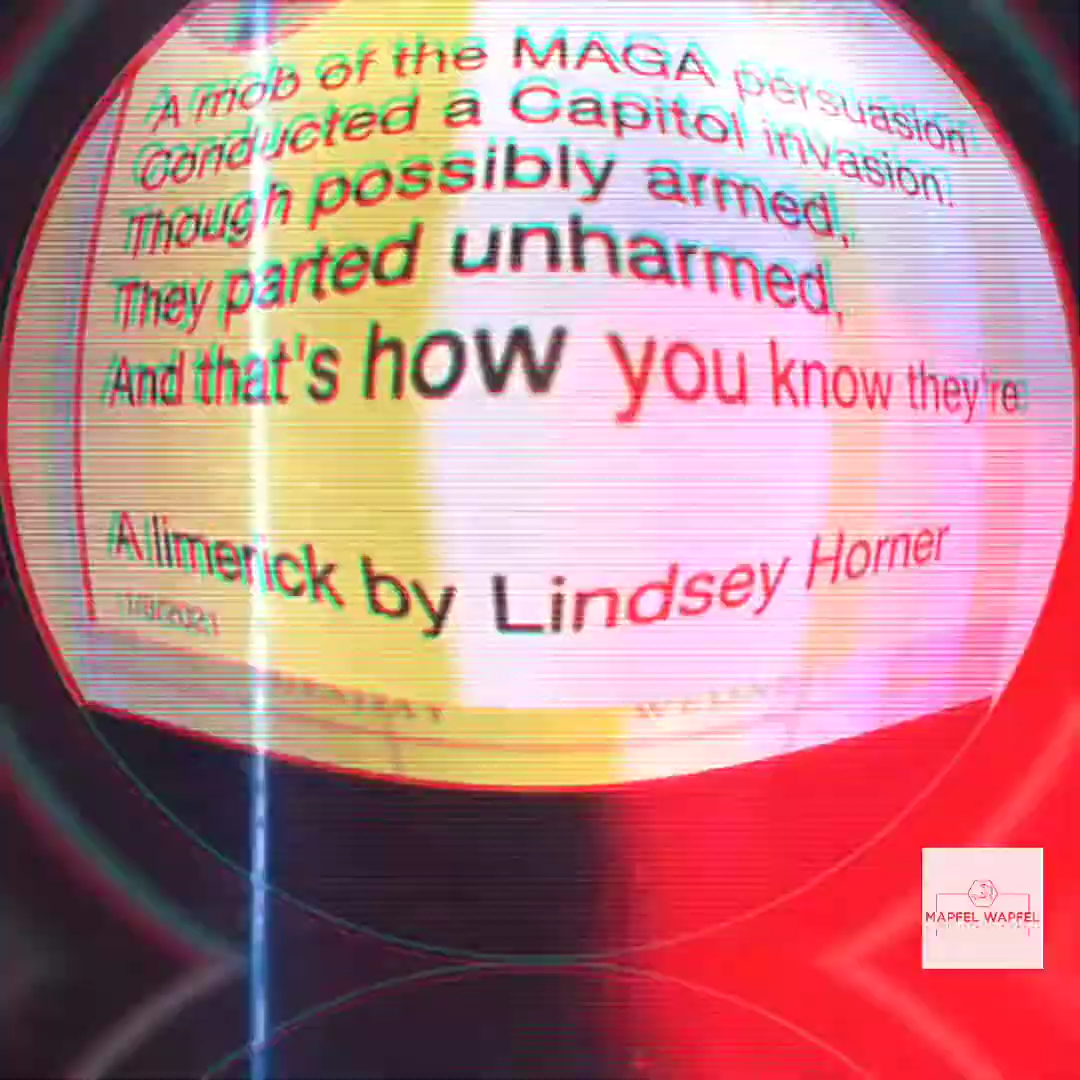 A mob of the MAGA persuasion
Conducted a Capitol invasion.
Though possibly armed,
They parted unharmed,
And that's how you know they're
A limerick by Lindsey Horner
MAPFEL WAPFEL